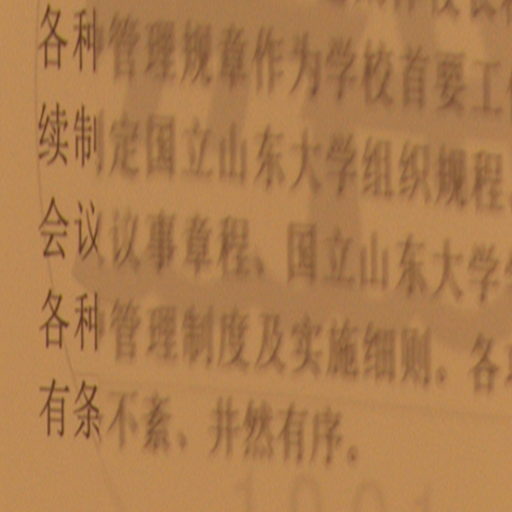 各种管理规章作为学校首要工
续制定国立山东大学组织规程、
会议议事章程、国立山东大学
各种管理制度及实施细则。各
有条不紊、井然有序。